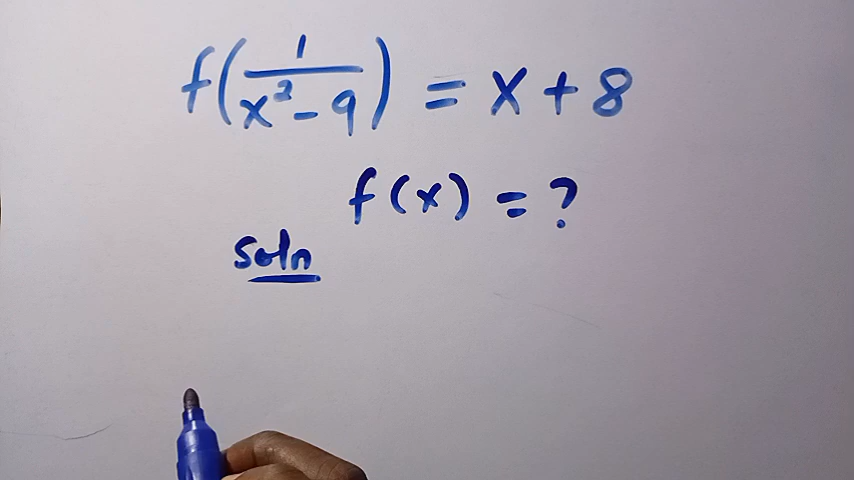 f(1/(x²-9)) = x + 8
f(x) = ?
Soln